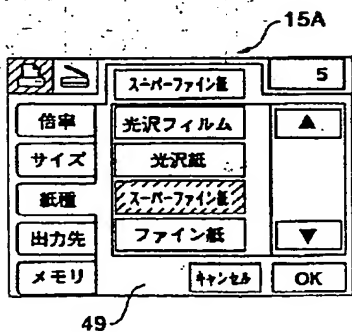 15A
スーパーファイン紙
5
倍率
光沢フィルム
▲
サイズ
光沢紙
紙種
スーパーファイン紙
出力先
ファイン紙
▼
メモリ
キャンセル
OK
49